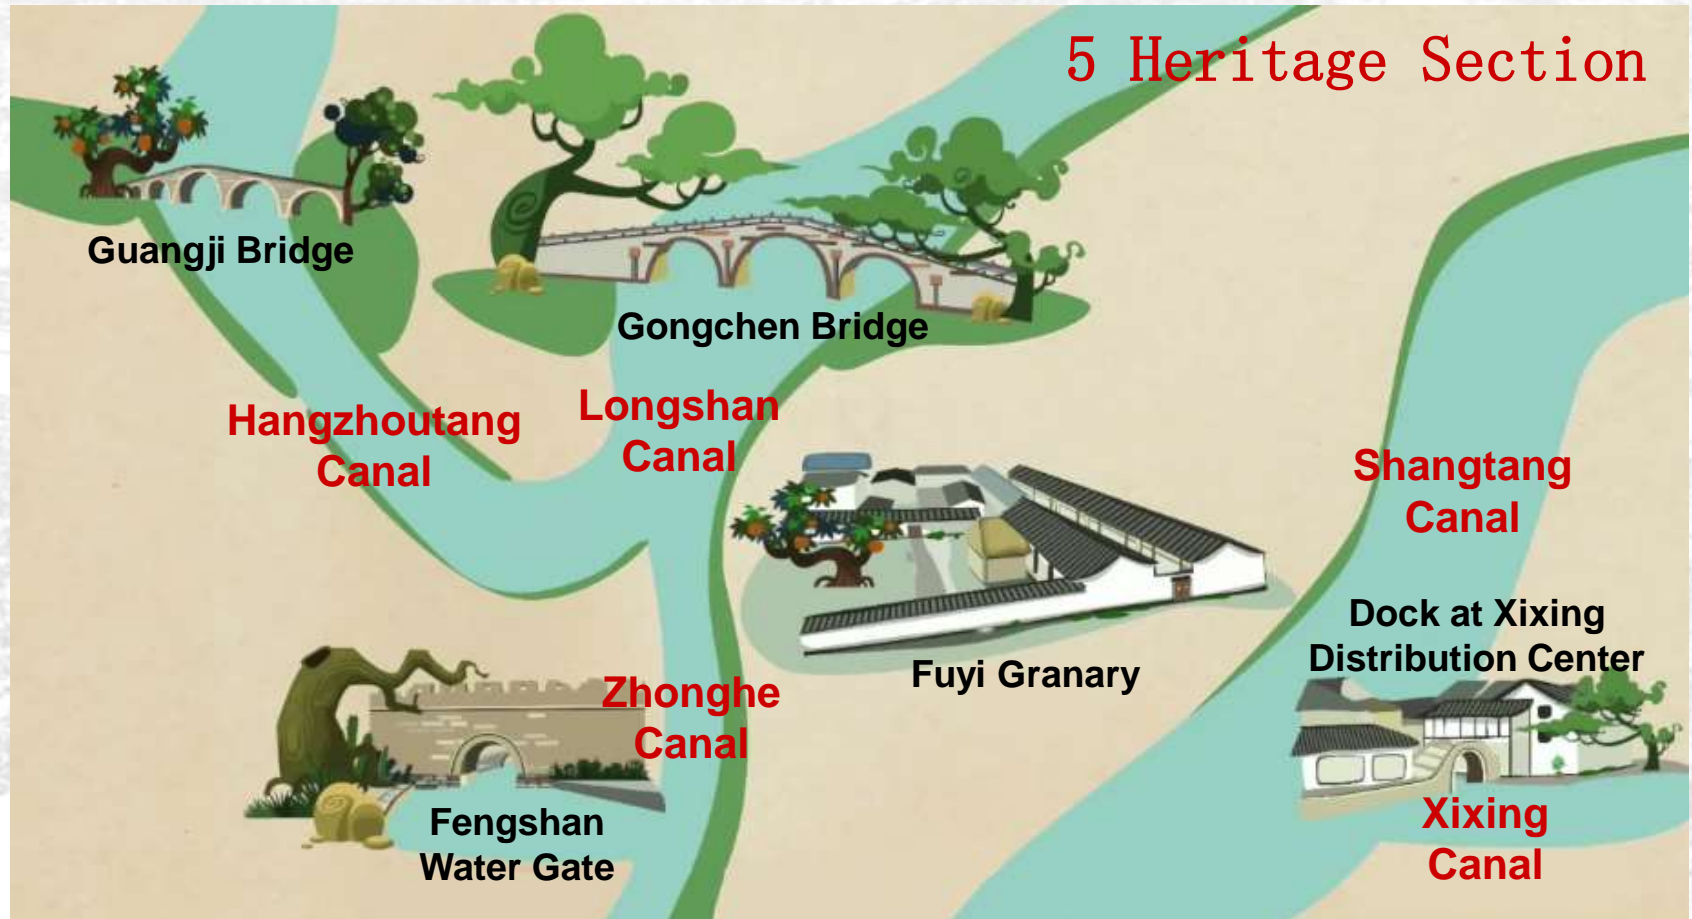 5 Heritage Section
Guangji Bridge
Gongchen Bridge
Hangzhoutang
Canal
Longshan
Canal
Shangtang
Canal
Dock at Xixing
Distribution Center
Fuyi Granary
Zhonghe
Canal
Fengshan
Water Gate
Xixing
Canal